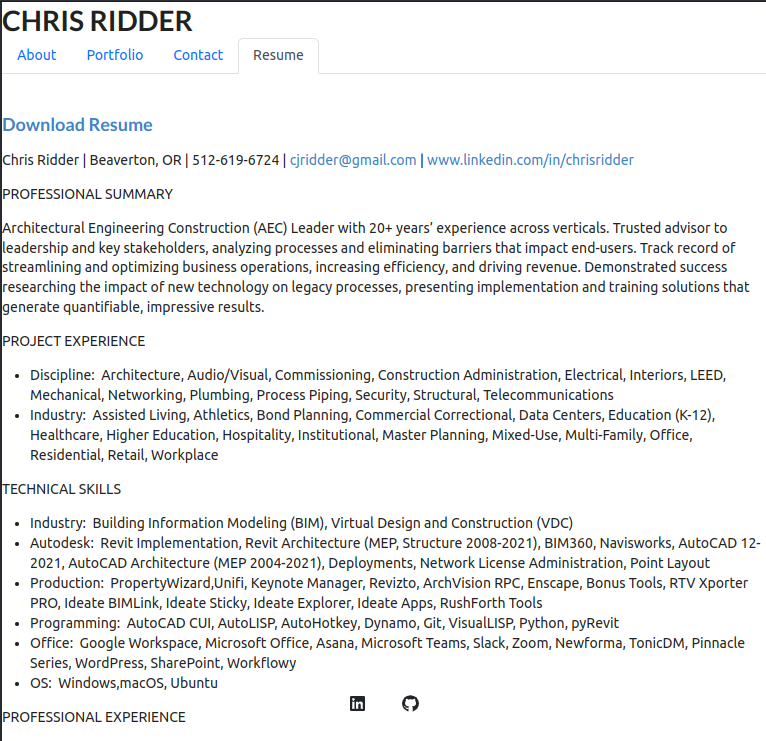 CHRIS RIDDER
About Portfolio Contact Resume
Download Resume
Chris Ridder | Beaverton, OR | 512-619-6724 | cjridder@gmail.com | www.linkedin.com/in/chrisridder
PROFESSIONAL SUMMARY
Architectural Engineering Construction (AEC) Leader with 20+ years’ experience across verticals. Trusted advisor to
leadership and key stakeholders, analyzing processes and eliminating barriers that impact end-users. Track record of
streamlining and optimizing business operations, increasing efficiency, and driving revenue. Demonstrated success
researching the impact of new technology on legacy processes, presenting implementation and training solutions that
generate quantifiable, impressive results.
PROJECT EXPERIENCE
• Discipline:  Architecture, Audio/Visual, Commissioning, Construction Administration, Electrical, Interiors, LEED,
Mechanical, Networking, Plumbing, Process Piping, Security, Structural, Telecommunications
• Industry:  Assisted Living, Athletics, Bond Planning, Commercial Correctional, Data Centers, Education (K-12),
Healthcare, Higher Education, Hospitality, Institutional, Master Planning, Mixed-Use, Multi-Family, Office,
Residential, Retail, Workplace
TECHNICAL SKILLS
• Industry:  Building Information Modeling (BIM), Virtual Design and Construction (VDC)
• Autodesk:  Revit Implementation, Revit Architecture (MEP, Structure 2008-2021), BIM360, Navisworks, AutoCAD 12-
2021, AutoCAD Architecture (MEP 2004-2021), Deployments, Network License Administration, Point Layout
• Production:  PropertyWizard,Unifi, Keynote Manager, Revizto, ArchVision RPC, Enscape, Bonus Tools, RTV Xporter
PRO, Ideate BIMLink, Ideate Sticky, Ideate Explorer, Ideate Apps, RushForth Tools
• Programming:  AutoCAD CUI, AutoLISP, AutoHotkey, Dynamo, Git, VisualLISP, Python, pyRevit
• Office:  Google Workspace, Microsoft Office, Asana, Microsoft Teams, Slack, Zoom, Newforma, TonicDM, Pinnacle
Series, WordPress, SharePoint, Workflowy
• OS:  Windows,macOS, Ubuntu
PROFESSIONAL EXPERIENCE